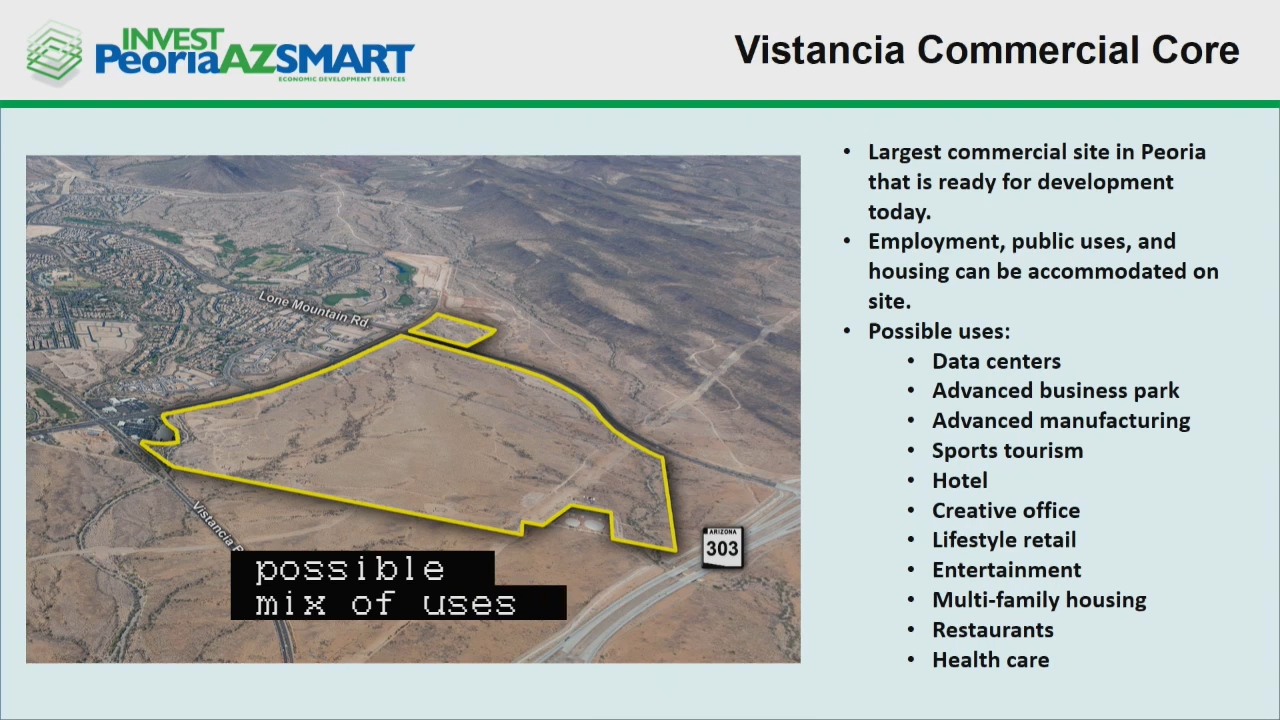 INVEST
PeoriaAZSMART
ECONOMIC DEVELOPMENT SERVICES
Vistancia Commercial Core
• Largest commercial site in Peoria
that is ready for development
today.
• Employment, public uses, and
housing can be accommodated on
site.
• Possible uses:
• Data centers
• Advanced business park
• Advanced manufacturing
• Sports tourism
• Hotel
• Creative office
• Lifestyle retail
• Entertainment
• Multi-family housing
• Restaurants
• Health care
Lone Mountain Rd.
Vistancia
ARIZONA
303
possible
mix of uses